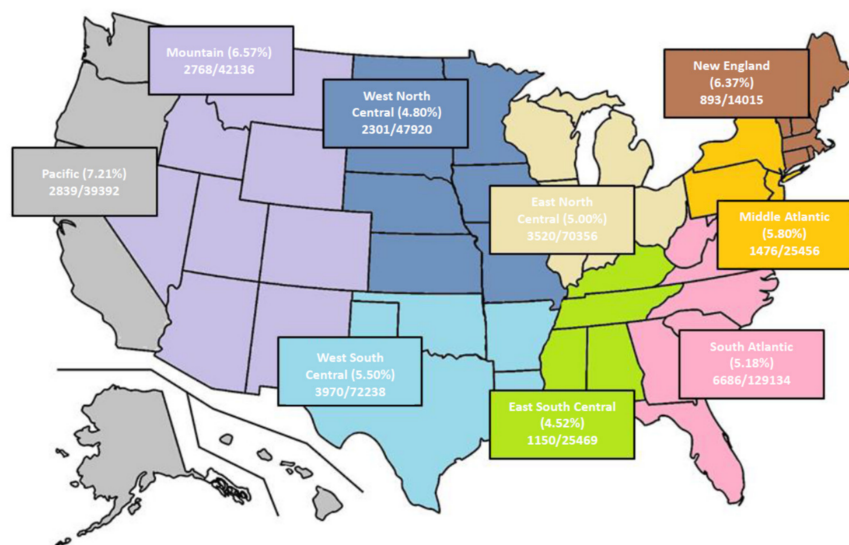 Mountain (6.57%)
2768/42136
New England
(6.37%)
893/14015
West North
Central (4.80%)
2301/47920
Pacific (7.21%)
2839/39392
East North
Central (5.00%)
3520/70356
Middle Atlantic
(5.80%)
1476/25456
West South
Central (5.50%)
3970/72238
South Atlantic
(5.18%)
6686/129134
East South Central
(4.52%)
1150/25469